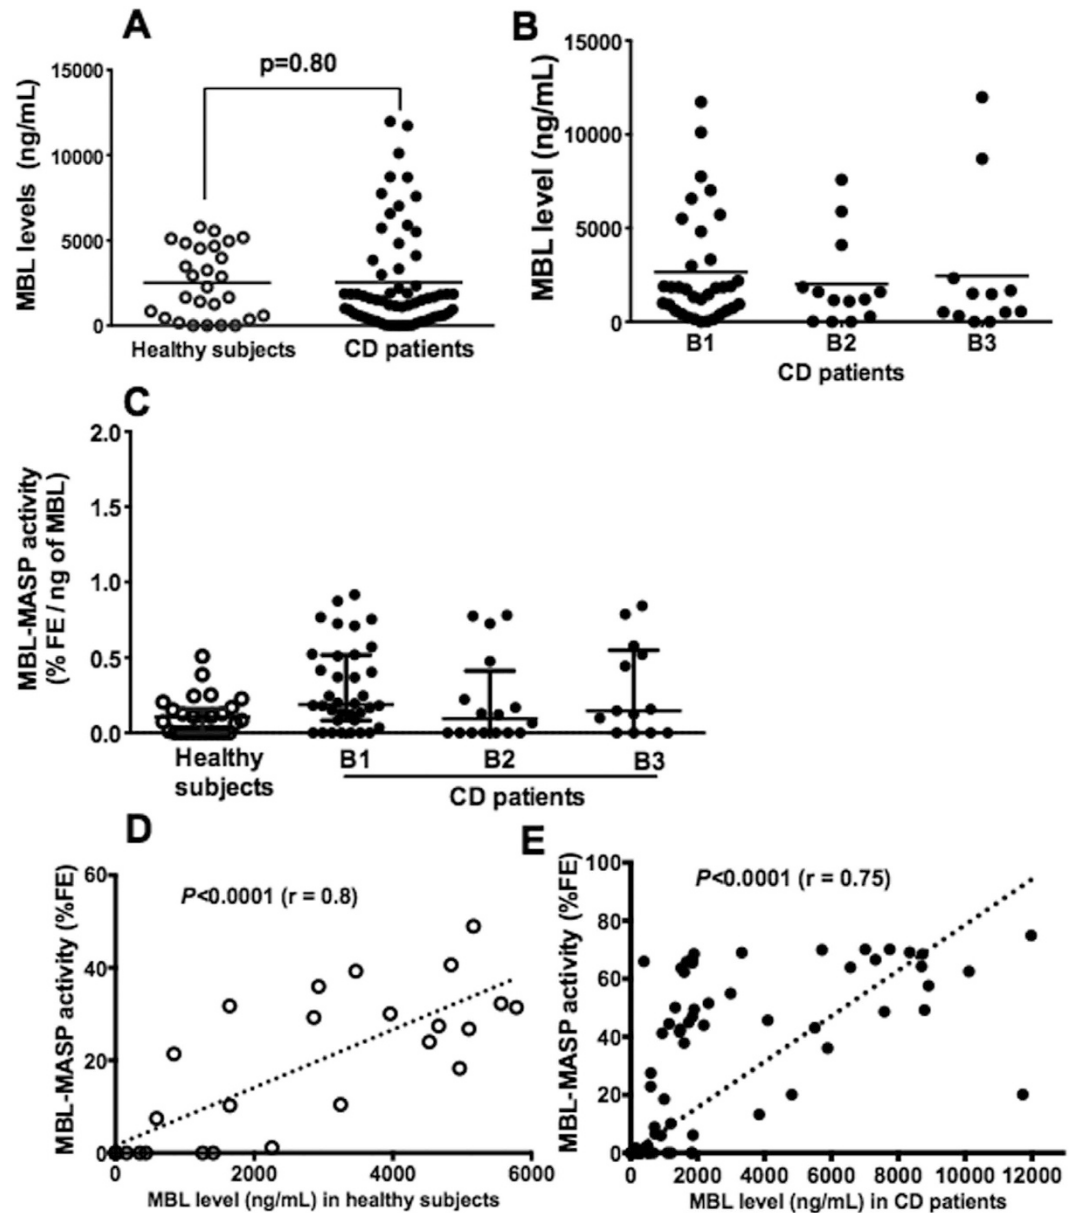 A
p=0.80
MBL levels (ng/mL)
15000
10000
5000
0
Healthy subjects
CD patients
B
MBL level (ng/mL)
15000
10000
5000
0
B1
B2
B3
CD patients
C
MBL-MASP activity
(% FE / ng of MBL)
2.0
1.5
1.0
0.5
0.0
Healthy
subjects
B1
B2
B3
CD patients
D
MBL-MASP activity (%FE)
P<0.0001 (r = 0.8)
60
40
20
0
0
2000
4000
6000
MBL level (ng/mL) in healthy subjects
E
MBL-MASP activity (%FE)
P<0.0001 (r = 0.75)
100
80
60
40
20
0
0
2000
4000
6000
8000
10000
12000
MBL level (ng/mL) in CD patients